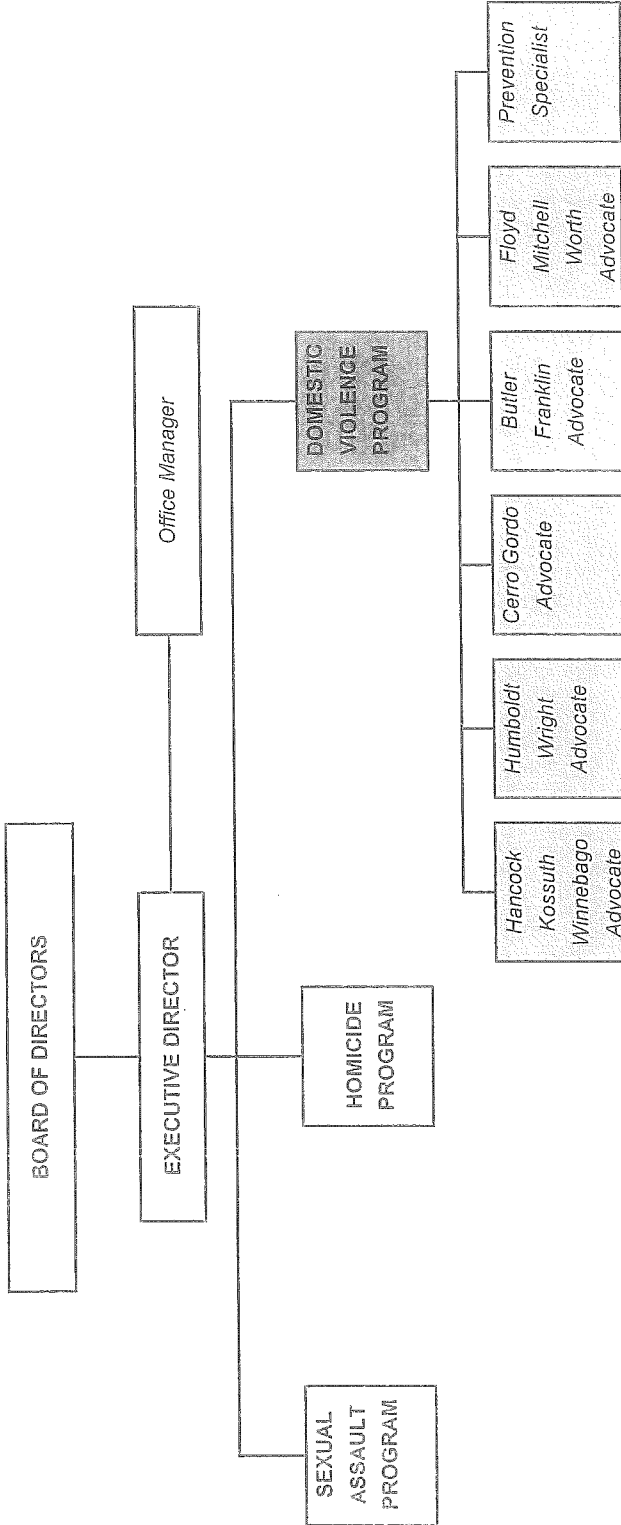 BOARD OF DIRECTORS
EXECUTIVE DIRECTOR
Office Manager
SEXUAL
ASSAULT
PROGRAM
HOMICIDE
PROGRAM
DOMESTIC
VIOLENCE
PROGRAM
Hancock
Kossuth
Winnebago
Advocate
Humboldt
Wright
Advocate
Cerro Gordo
Advocate
Butler
Franklin
Advocate
Floyd
Mitchell
Worth
Advocate
Prevention
Specialist